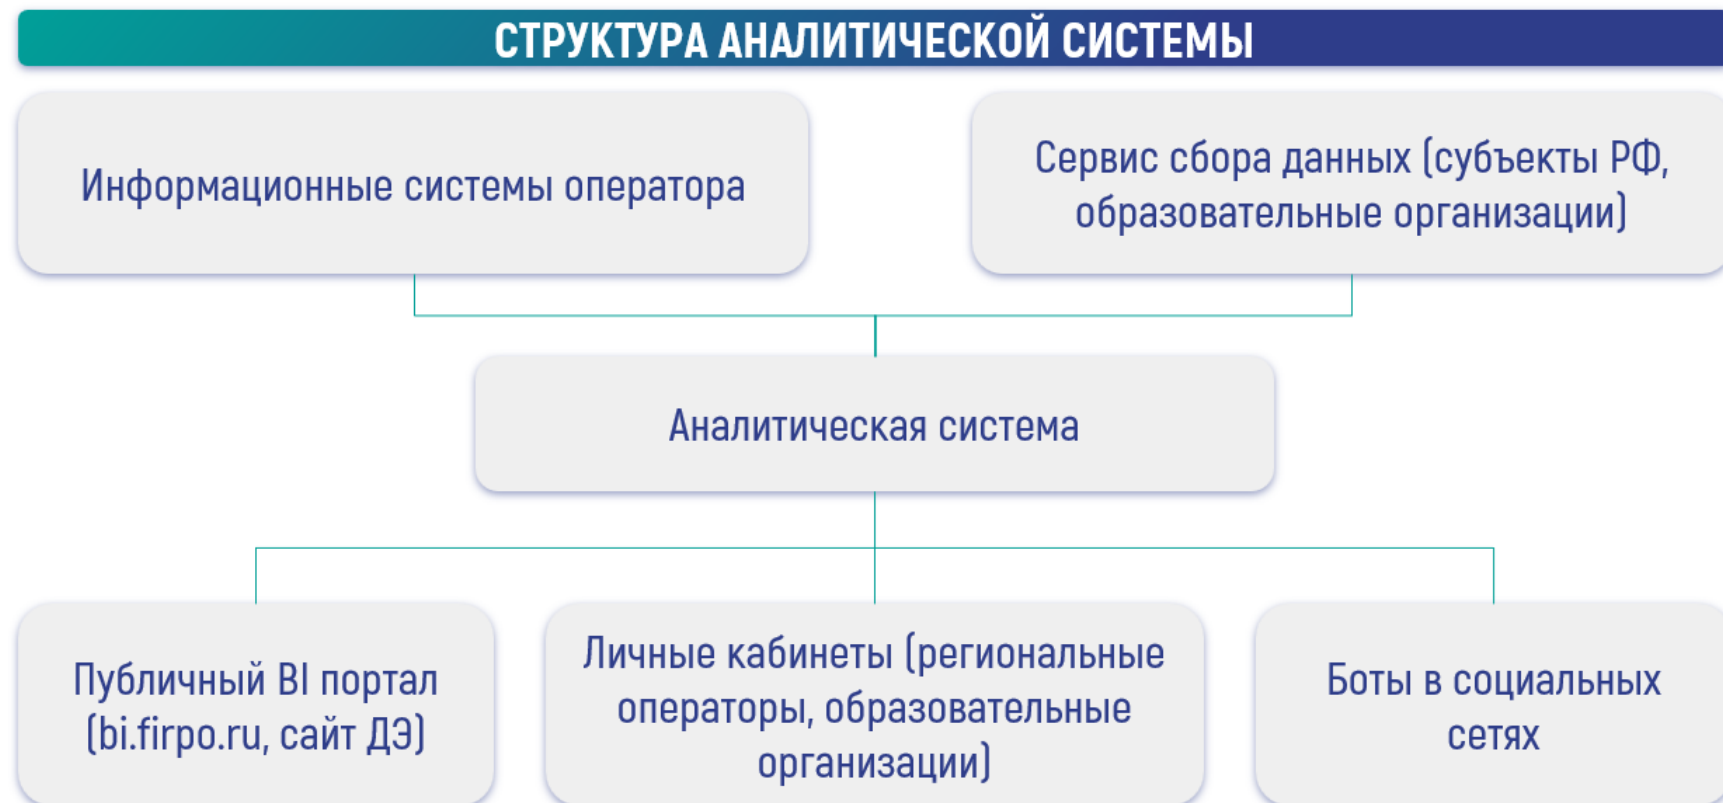 СТРУКТУРА АНАЛИТИЧЕСКОЙ СИСТЕМЫ
Информационные системы оператора
Сервис сбора данных (субъекты РФ,
образовательные организации)
Аналитическая система
Публичный BI портал
(bi.firpo.ru, сайт ДЭ)
Личные кабинеты (региональные
операторы, образовательные
организации)
Боты в социальных
сетях